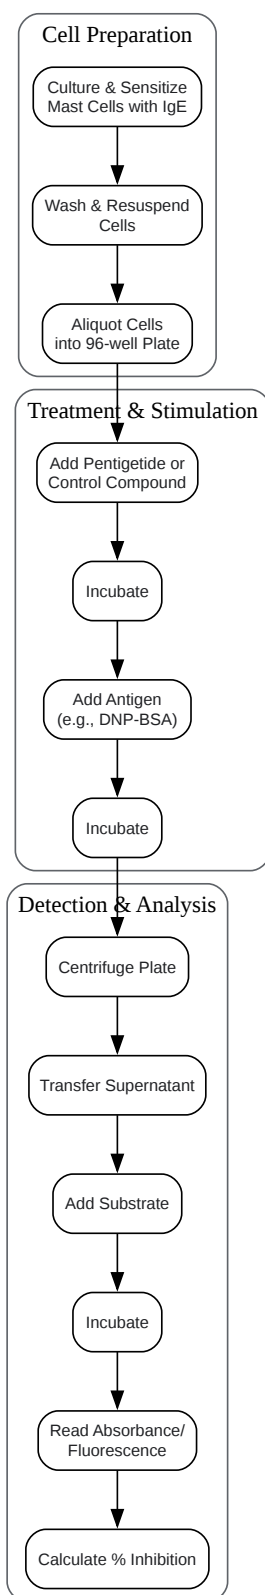 Cell Preparation
Culture & Sensitize
Mast Cells with IgE
Wash & Resuspend
Cells
Aliquot Cells
into 96-well Plate
Treatment & Stimulation
Add Pentigetide or
Control Compound
Incubate
Add Antigen
(e.g., DNP-BSA)
Incubate
Detection & Analysis
Centrifuge Plate
Transfer Supernatant
Add Substrate
Incubate
Read Absorbance/
Fluorescence
Calculate % Inhibition